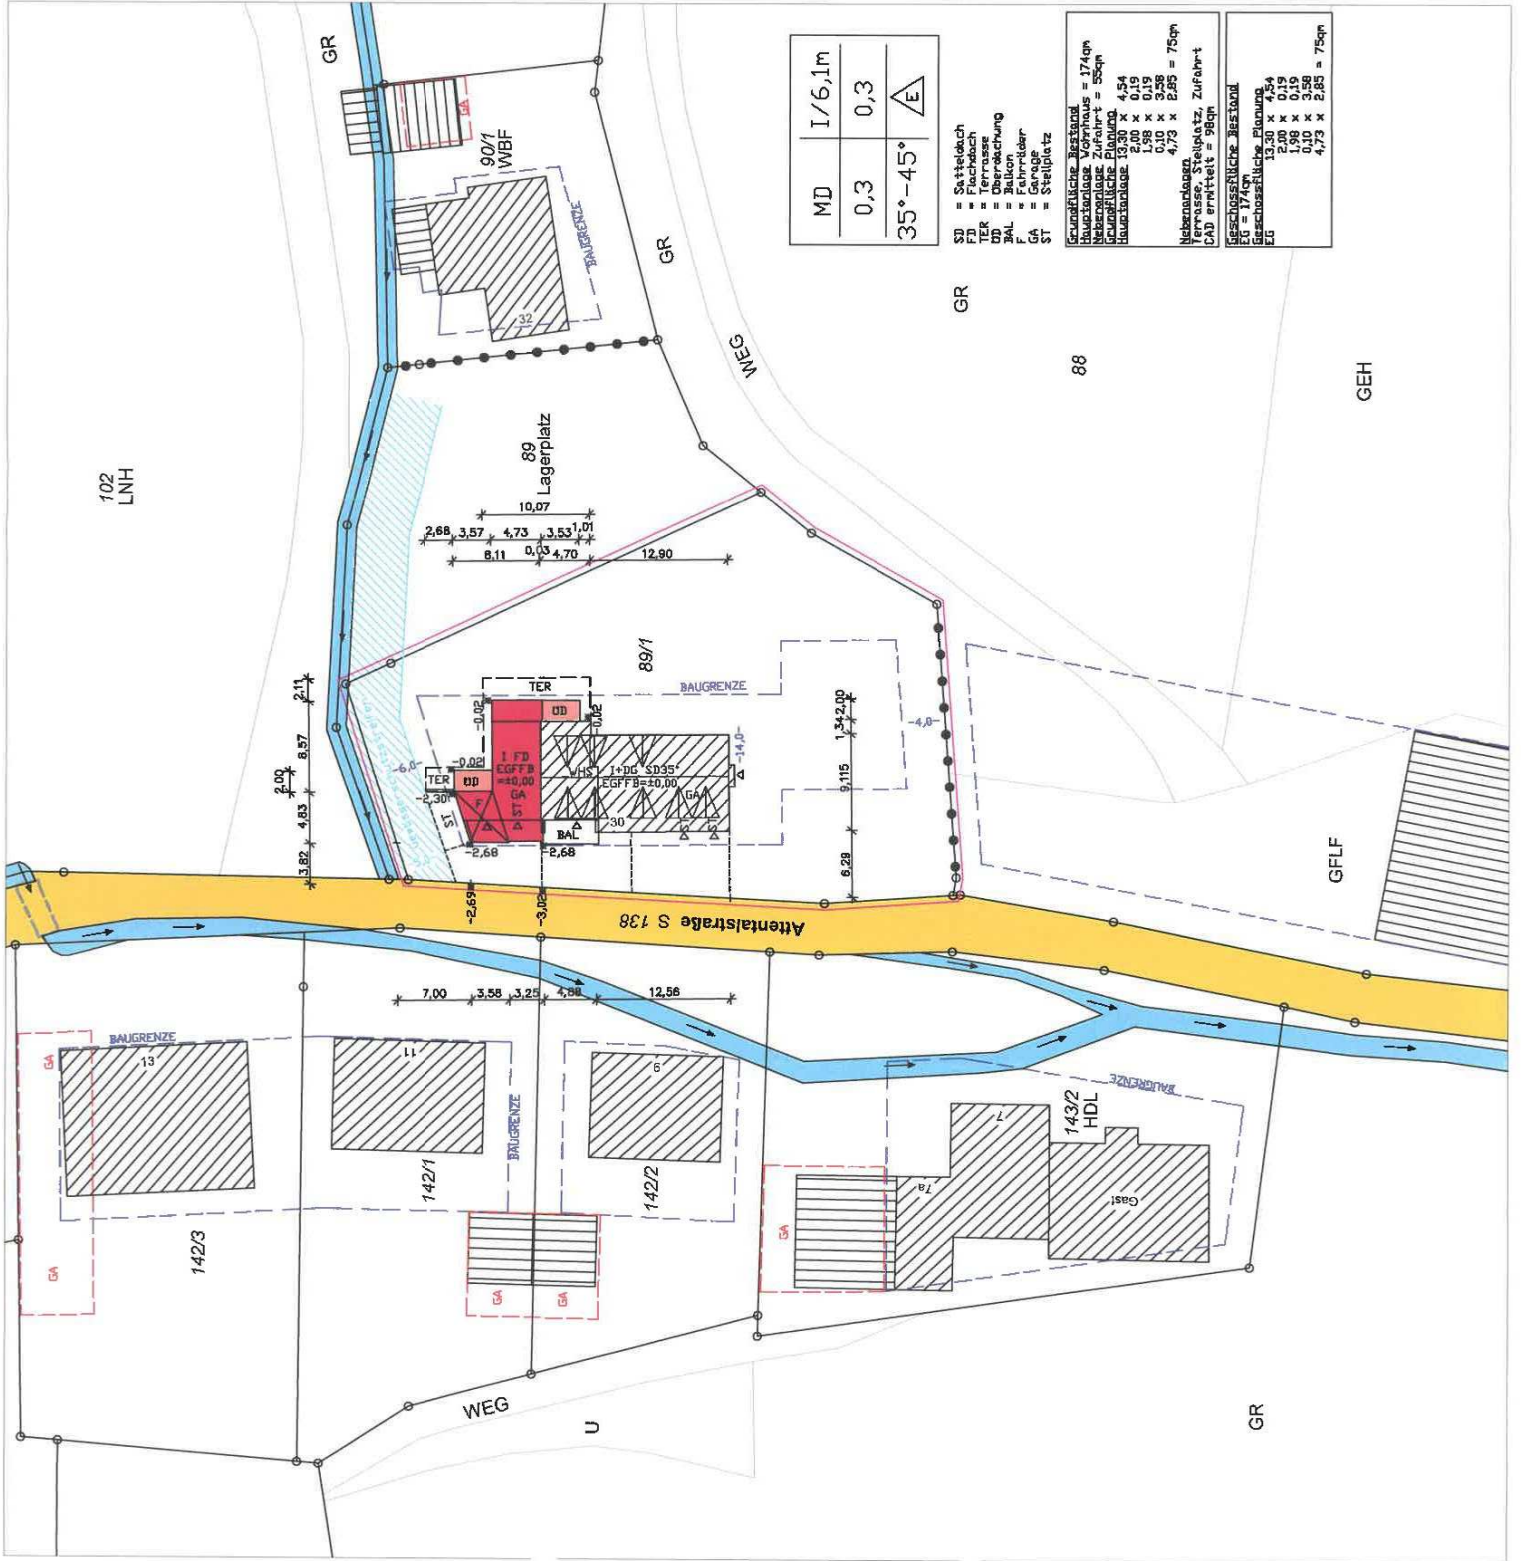 102
LNH
GR
GA
90/1
WBF
BAUGRENZE
32
GR
WEG
89
Lagerplatz
10,07
2,68 3,57 4,73 3,53 1,01
8,11 0,03 4,70 12,90
89/1
BAUGRENZE
TER
ÜD
-0,02
-0,02
-0,02
I FD
EGFFB
=±0,00
GA
ST
TER
ÜD
-2,30
F
ST
-2,68
-2,68
BAL
WHS
I+DG SD35°
EGFFB=±0,00
GA
ST
ST
30
-6,0-
-14,0-
-4,0-
2,11
8,57
2,00
4,83
3,82
1,34 2,00
9,115
6,29
-2,69
-3,02
Attentalstraße S 138
7,00 3,58 3,25 4,88 12,56
BAUGRENZE
GA
13
GA
142/3
11
142/1
BAUGRENZE
GA
GA
9
142/2
GA
7a
7
Gast
143/2
HDL
BAUGRENZE
WEG
U
GR
GFLF
GEH
88
GR
MD I/6,1m
0,3 0,3
35°-45° E
SD = Satteldach
FD = Flachdach
TER = Terrasse
ÜD = Überdachung
BAL = Balkon
F = Fahrräder
GA = Garage
ST = Stellplatz
Grundfläche Bestand
Hauptanlage Wohnhaus = 174qm
Nebenanlage Zufahrt = 55qm
Grundfläche Planung
Hauptanlage 13,30 x 4,54
2,00 x 0,19
1,98 x 0,19
0,10 x 3,58
4,73 x 2,85 = 75qm
Nebenanlagen
Terrasse, Stellplatz, Zufahrt
CAD ermittelt = 98qm
Geschossfläche Bestand
EG = 174qm
Geschossfläche Planung
EG 13,30 x 4,54
2,00 x 0,19
1,98 x 0,19
0,10 x 3,58
4,73 x 2,85 = 75qm